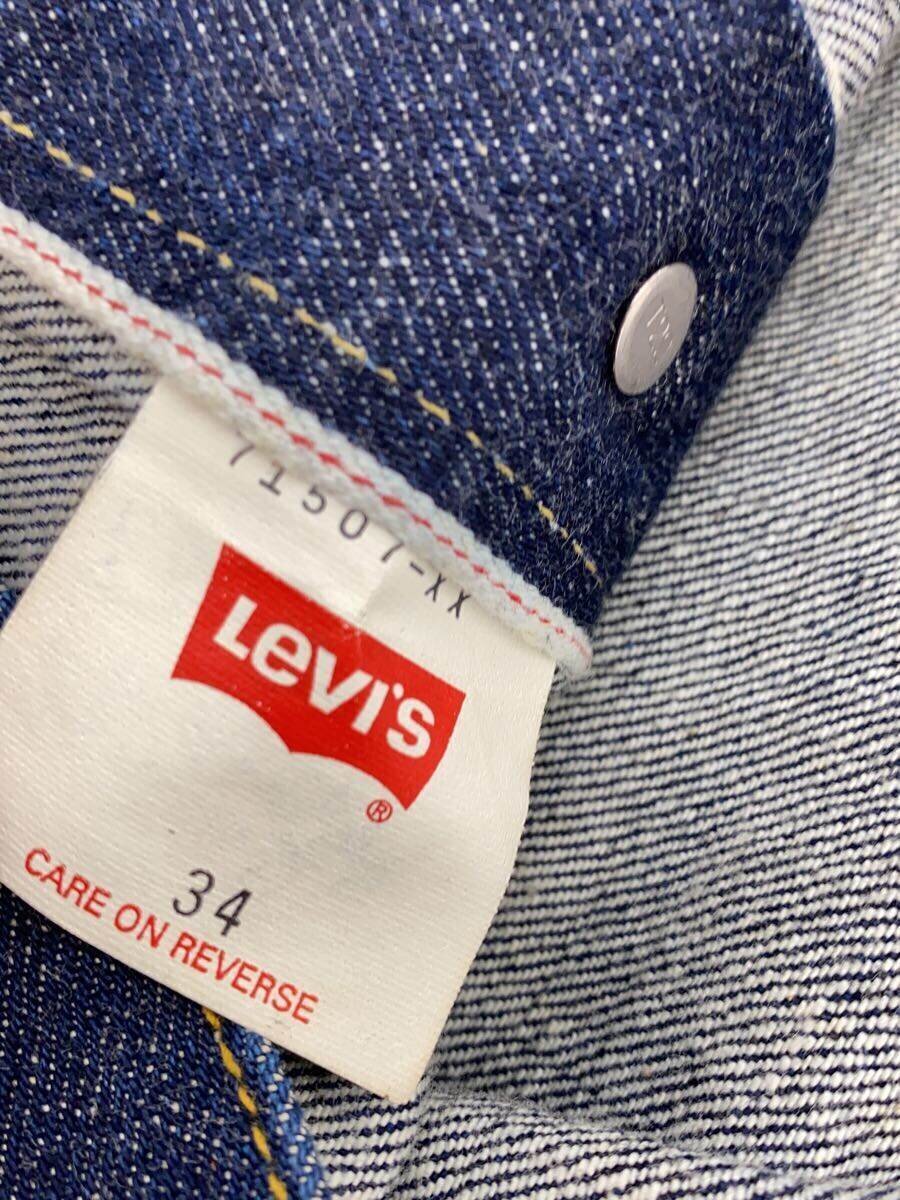 71507-XX
Levi's
®
34
CARE ON REVERSE